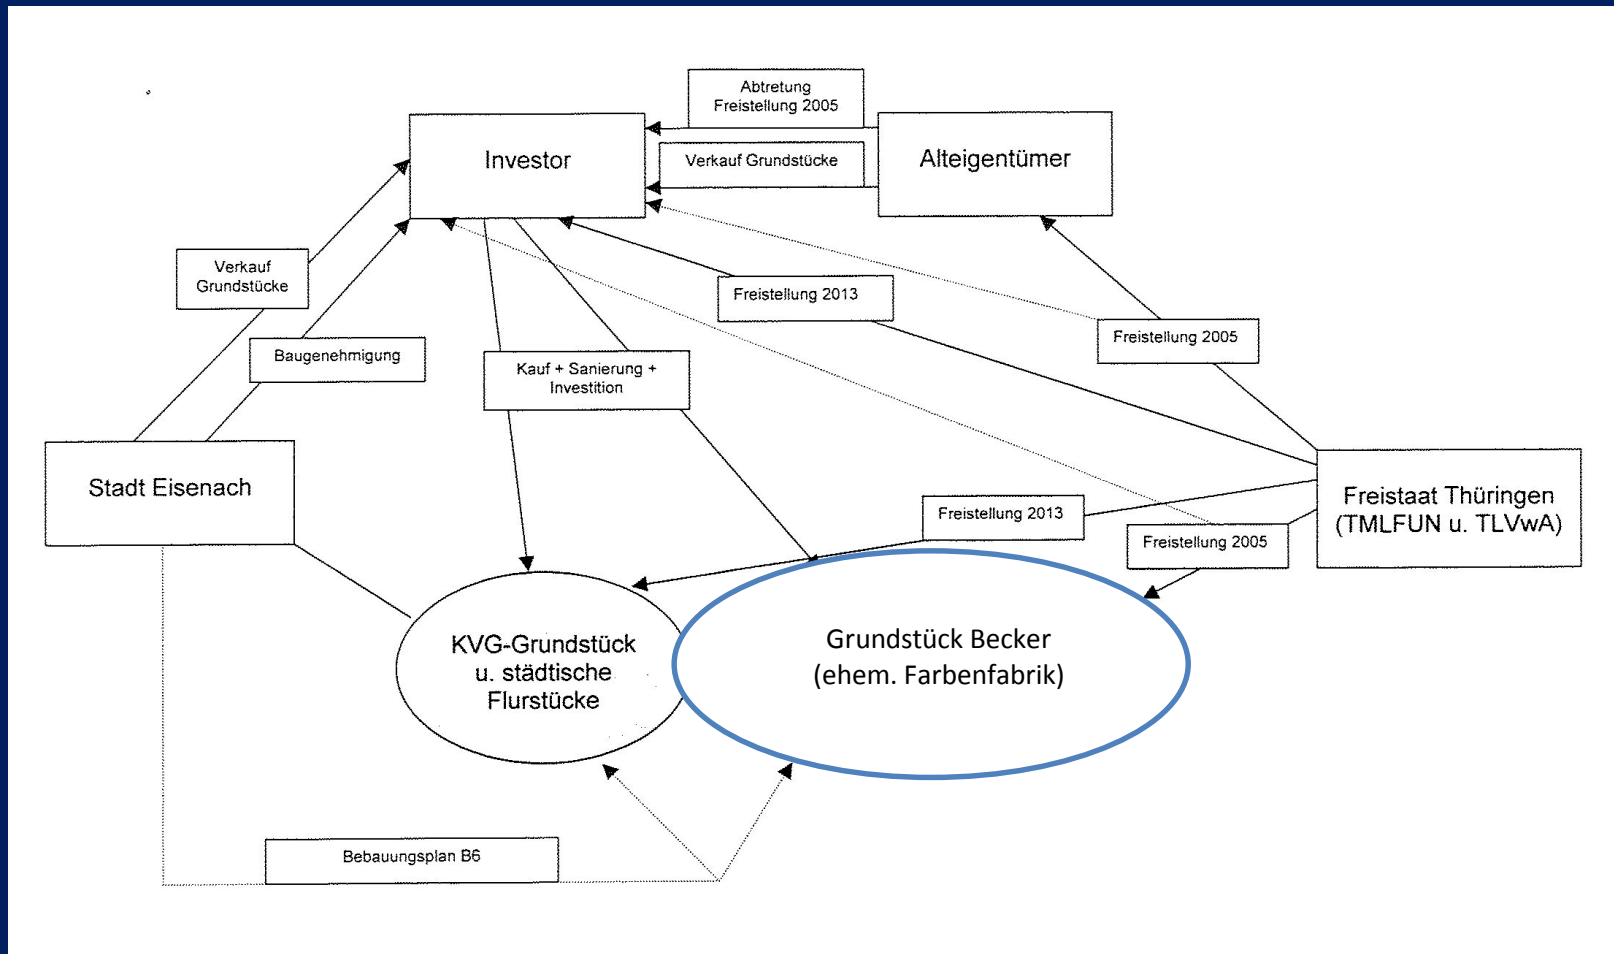 Abtretung
Freistellung 2005
Investor
Verkauf Grundstücke
Alteigentümer
Verkauf
Grundstücke
Freistellung 2013
Freistellung 2005
Baugenehmigung
Kauf + Sanierung +
Investition
Stadt Eisenach
Freistaat Thüringen
(TMLFUN u. TLVwA)
Freistellung 2013
Freistellung 2005
KVG-Grundstück
u. städtische
Flurstücke
Grundstück Becker
(ehem. Farbenfabrik)
Bebauungsplan B6